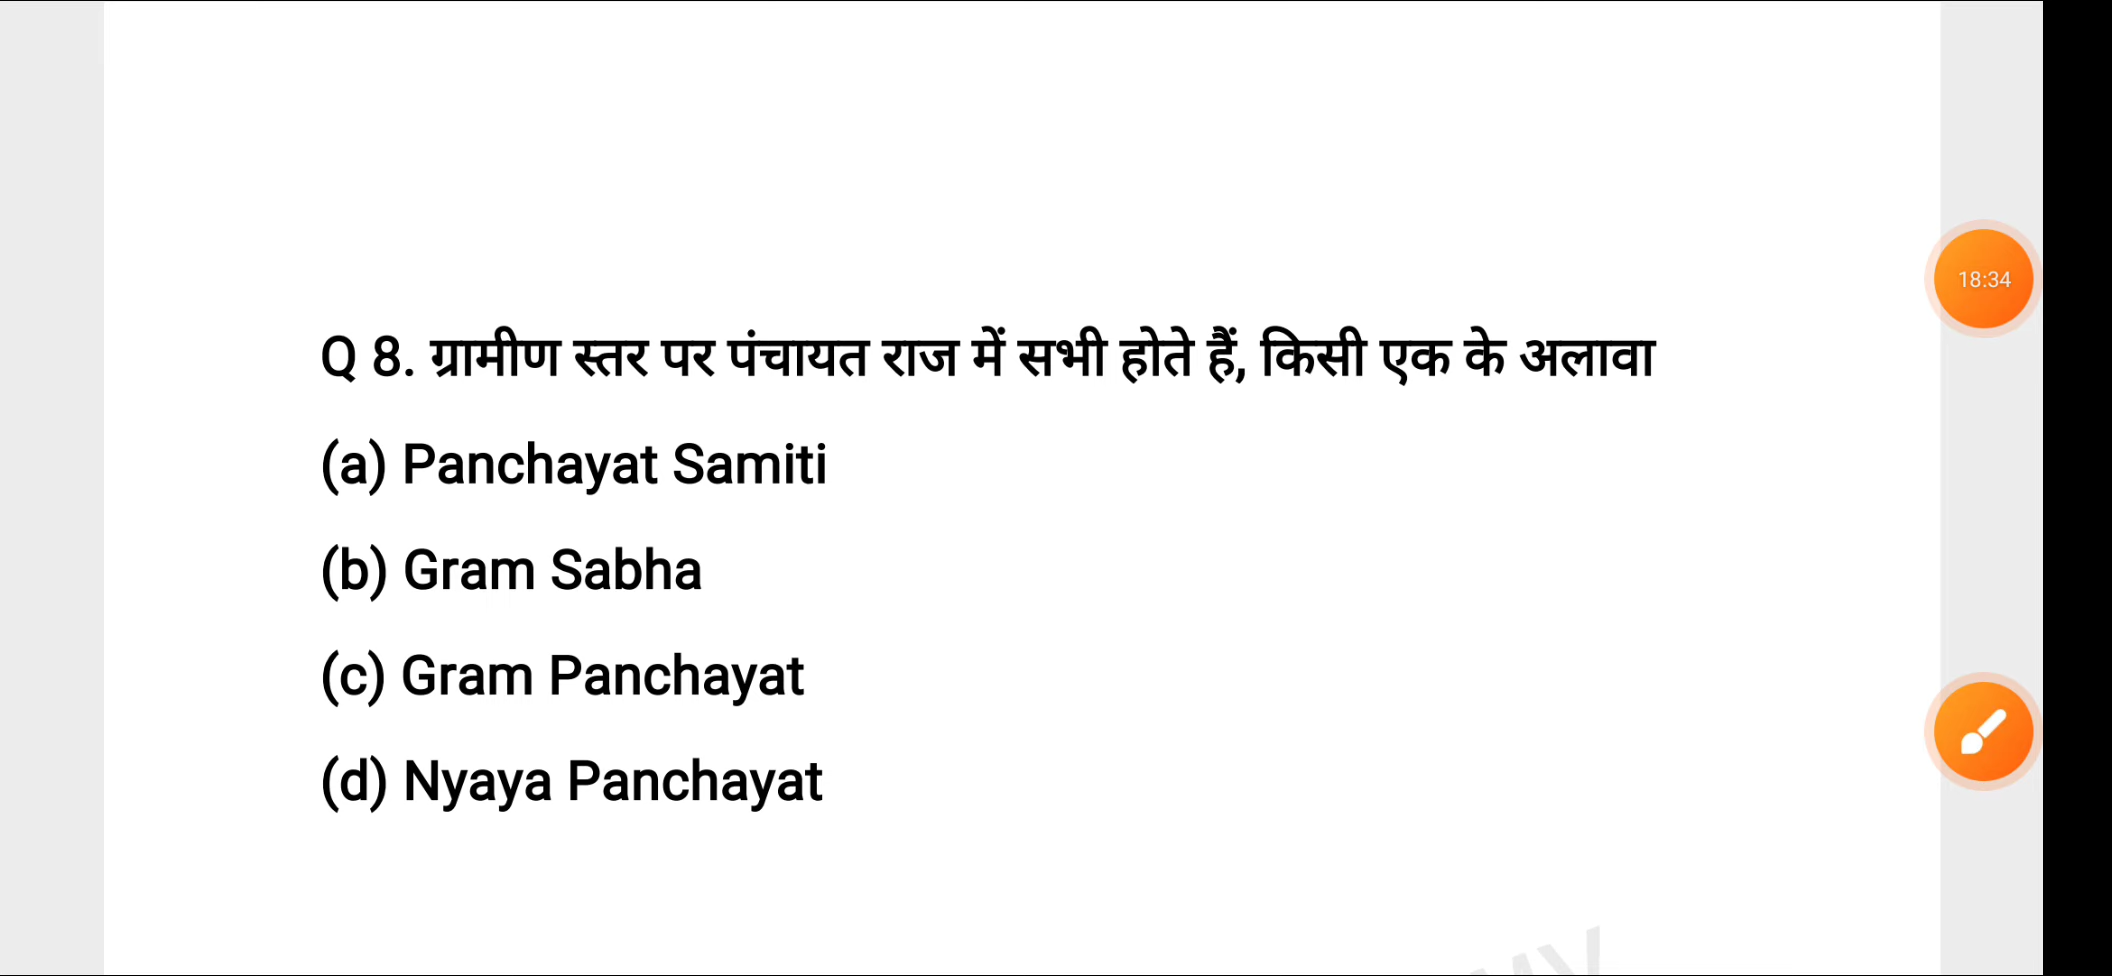 18:34
Q 8. ग्रामीण स्तर पर पंचायत राज में सभी होते हैं, किसी एक के अलावा
(a) Panchayat Samiti
(b) Gram Sabha
(c) Gram Panchayat
(d) Nyaya Panchayat